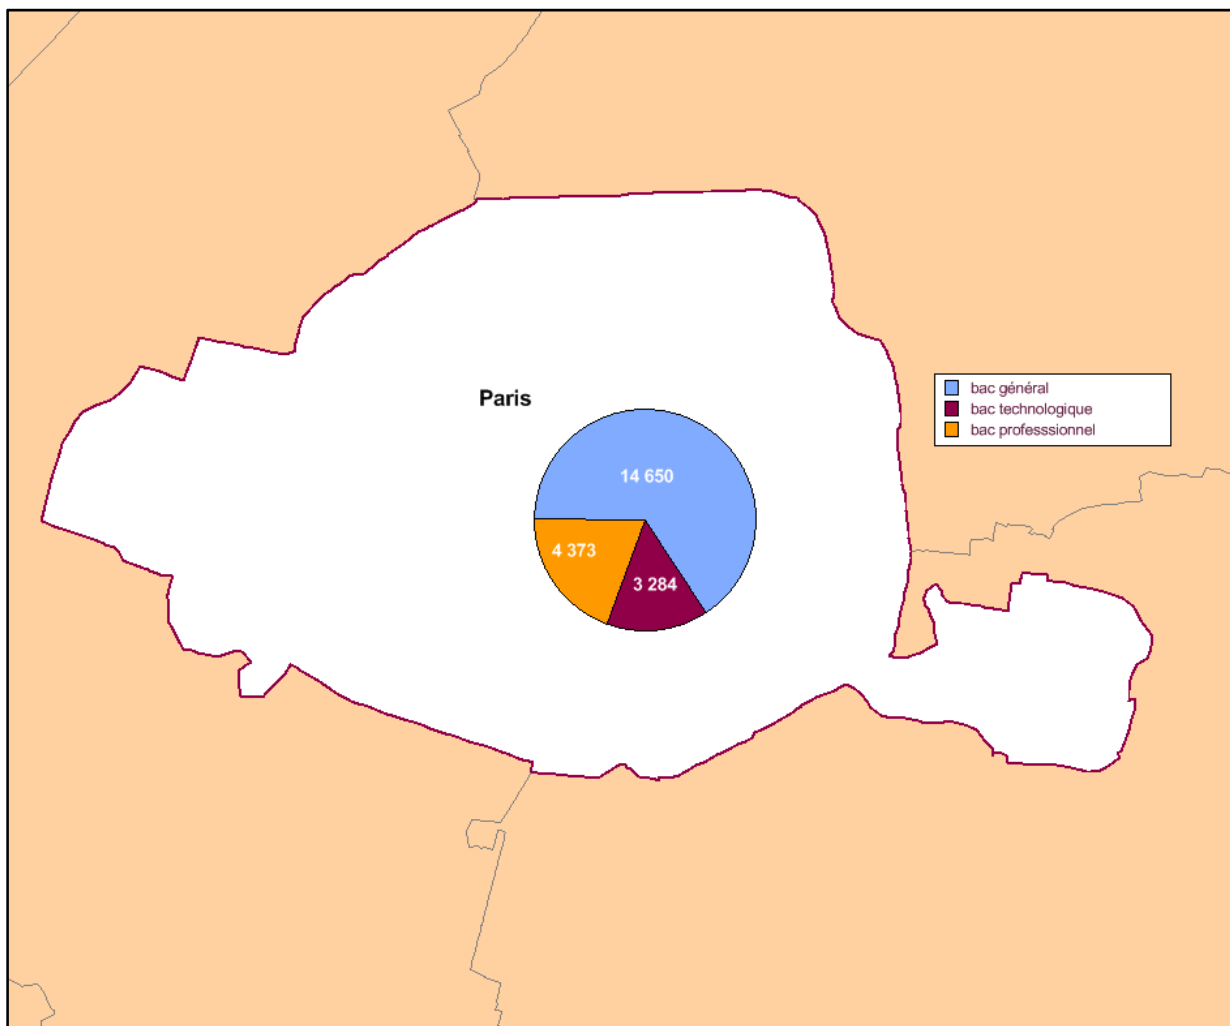 Paris
bac général
bac technologique
bac professsionnel
14 650
4 373
3 284